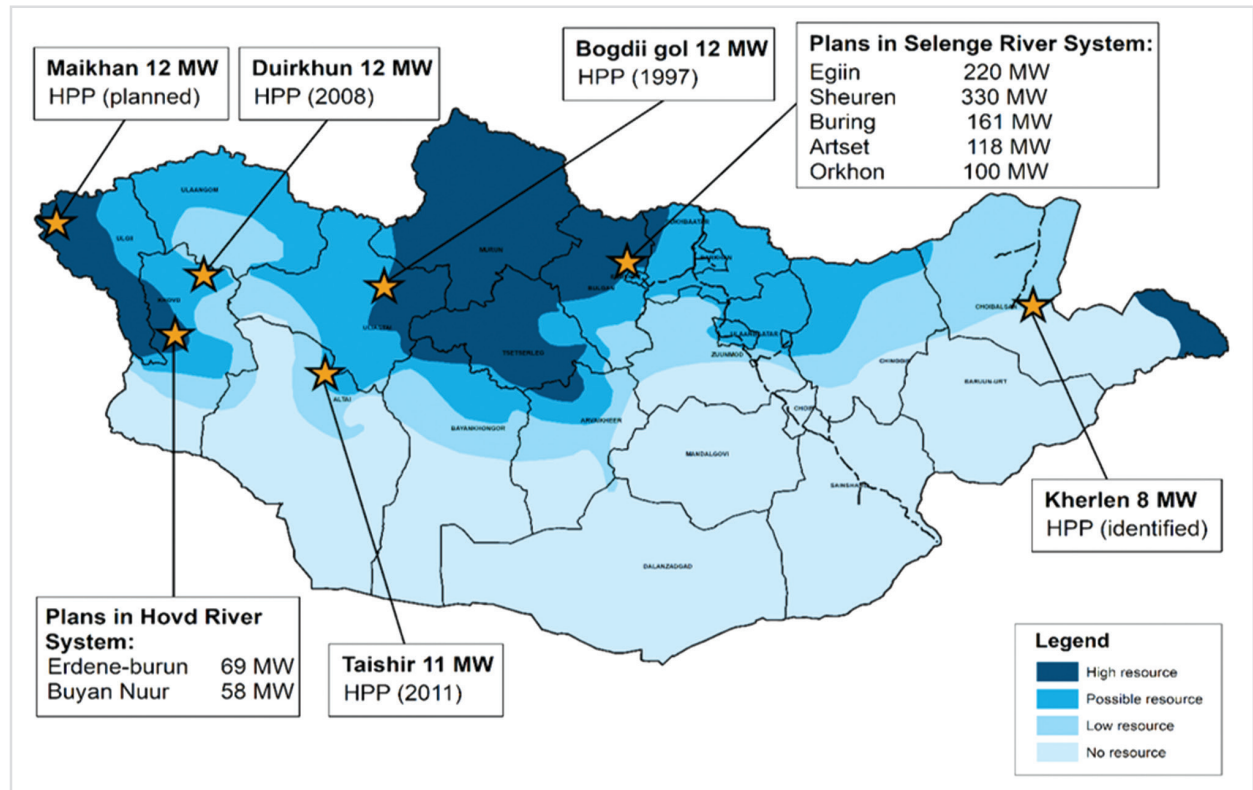 Maikhan 12 MW
HPP (planned)
Duirkhun 12 MW
HPP (2008)
Bogdii gol 12 MW
HPP (1997)
Plans in Selenge River System:
Egiin 220 MW
Sheuren 330 MW
Buring 161 MW
Artset 118 MW
Orkhon 100 MW
ULAANGOM
ULGII
MURUN
BULGAN
ULIASTAI
TSETSERLEG
ULAANBAATAR
ZUUNMOD
CHOIBALSAN
CHINGGIS
BARUUN-URT
ALTAI
BAYANKHONGOR
ARVAIKHEER
CHOIR
MANDALGOVI
SAINSHAND
DALANZADGAD
Kherlen 8 MW
HPP (identified)
Plans in Hovd River
System:
Erdene-burun 69 MW
Buyan Nuur 58 MW
Taishir 11 MW
HPP (2011)
Legend
High resource
Possible resource
Low resource
No resource